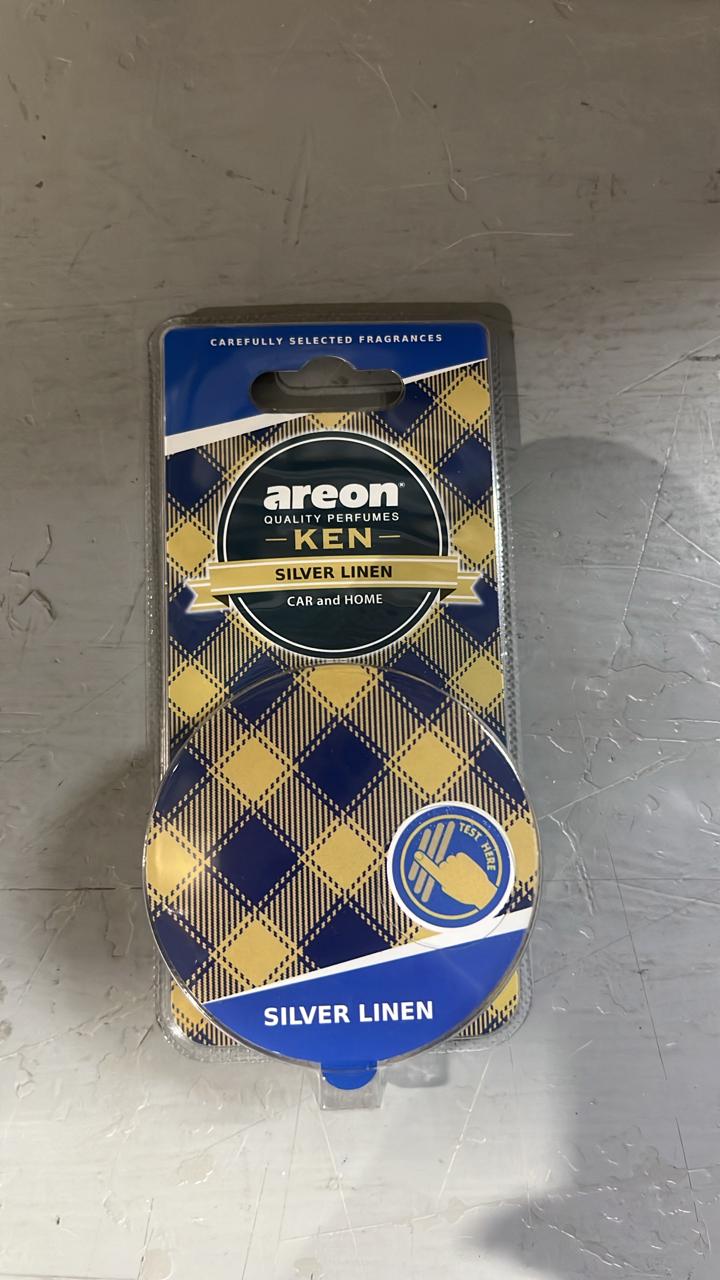 CAREFULLY SELECTED FRAGRANCES
areon
QUALITY PERFUMES
KEN
SILVER LINEN
CAR and HOME
TEST HERE
SILVER LINEN